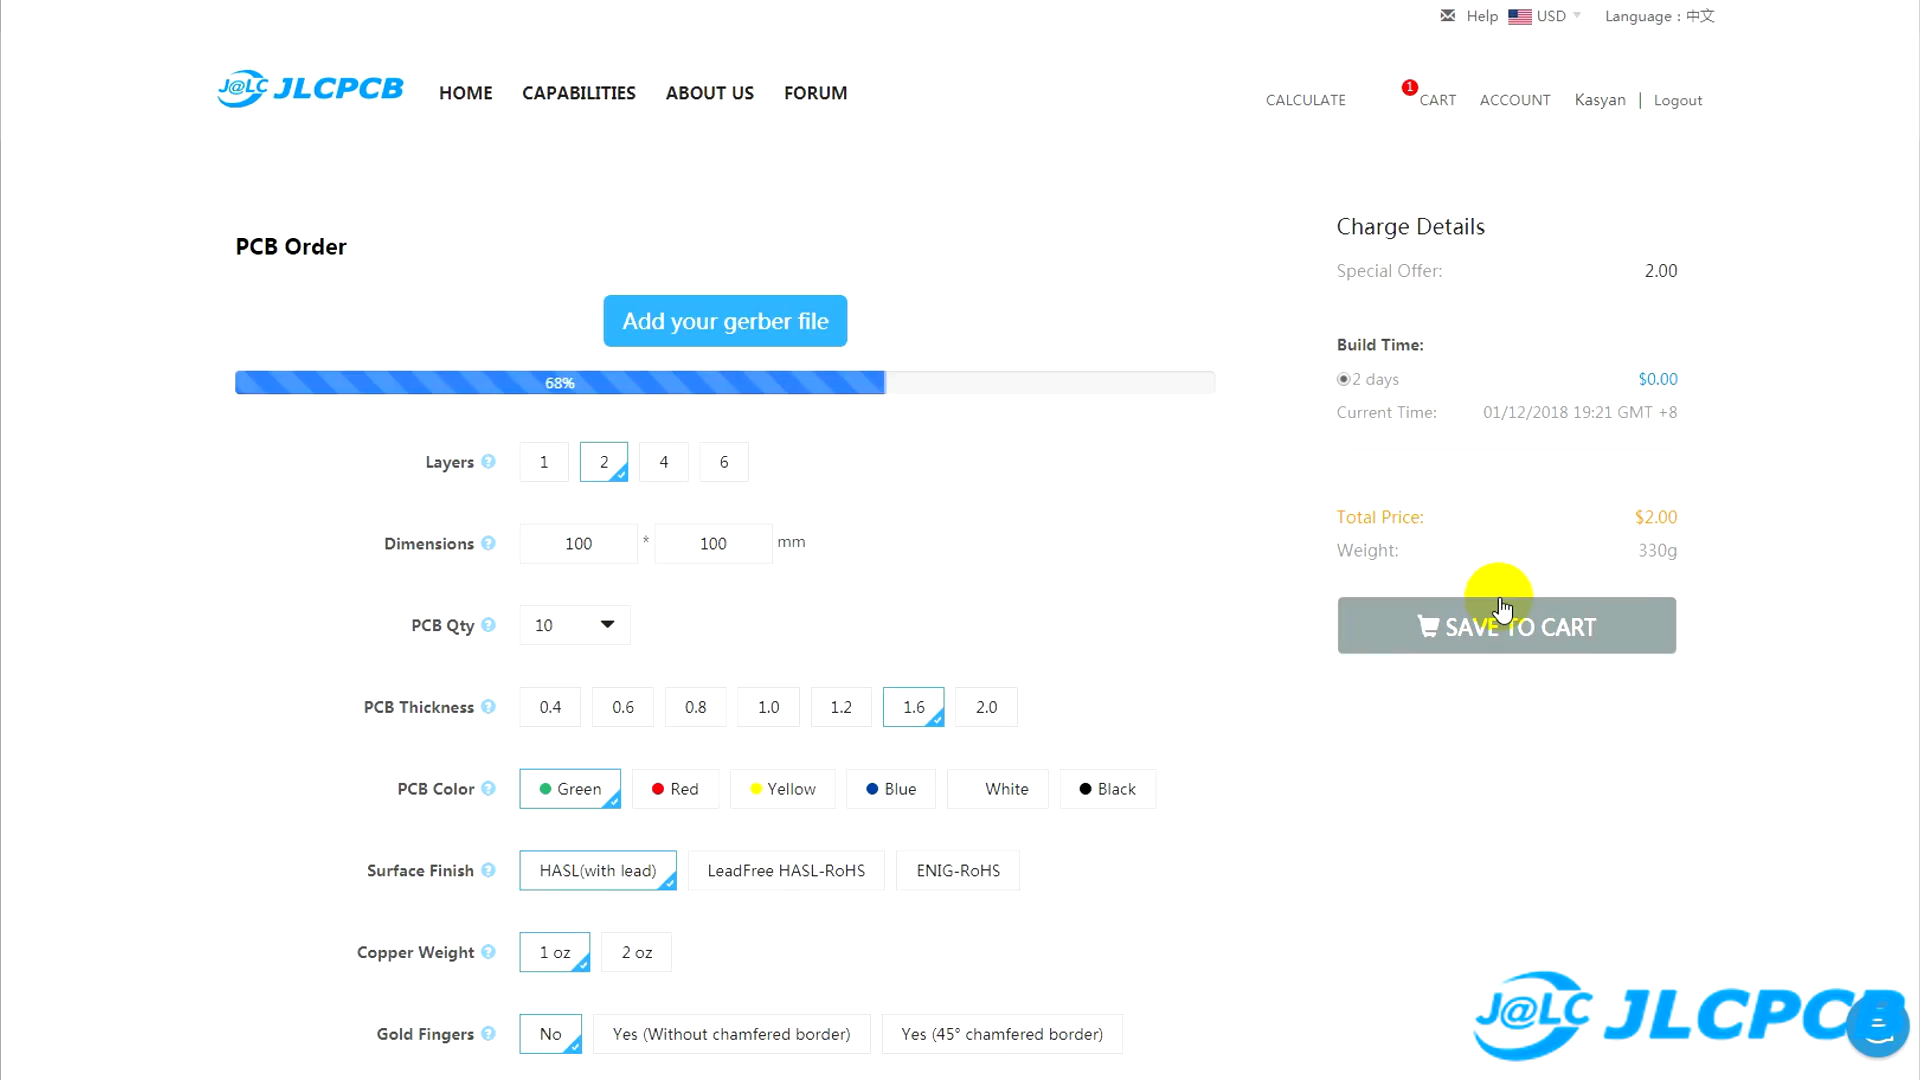 Help USD Language : 中文
J@LC JLCPCB HOME CAPABILITIES ABOUT US FORUM
CALCULATE 1 CART ACCOUNT Kasyan | Logout
PCB Order
Add your gerber file
68%
Layers ? 1 2 4 6
Dimensions ? 100 * 100 mm
PCB Qty ? 10
PCB Thickness ? 0.4 0.6 0.8 1.0 1.2 1.6 2.0
PCB Color ? Green Red Yellow Blue White Black
Surface Finish ? HASL(with lead) LeadFree HASL-RoHS ENIG-RoHS
Copper Weight ? 1 oz 2 oz
Gold Fingers ? No Yes (Without chamfered border) Yes (45° chamfered border)
Charge Details
Special Offer: 2.00
Build Time:
2 days $0.00
Current Time: 01/12/2018 19:21 GMT +8
Total Price: $2.00
Weight: 330g
SAVE TO CART
J@LC JLCPCB